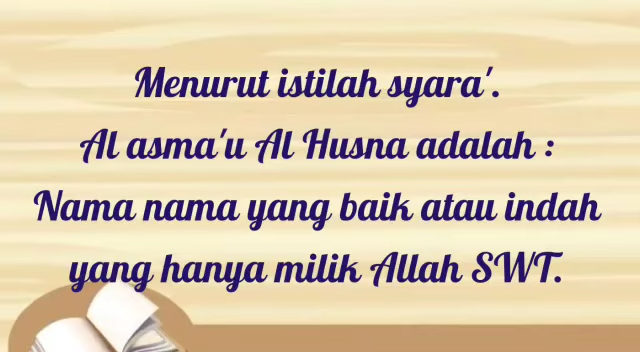 Menurut istilah syara'.
Al asma'u Al Husna adalah :
Nama nama yang baik atau indah
yang hanya milik Allah SWT.